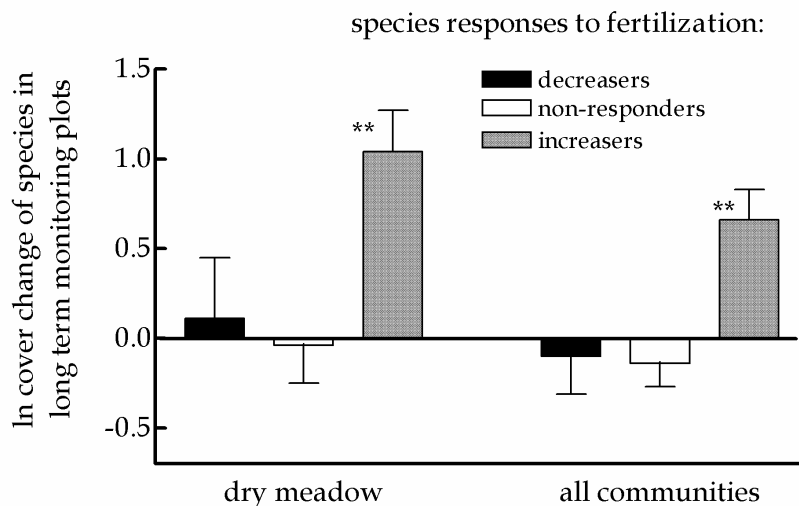 species responses to fertilization:
decreasers
non-responders
increasers
ln cover change of species in
long term monitoring plots
1.5
1.0
0.5
0.0
-0.5
**
**
dry meadow
all communities